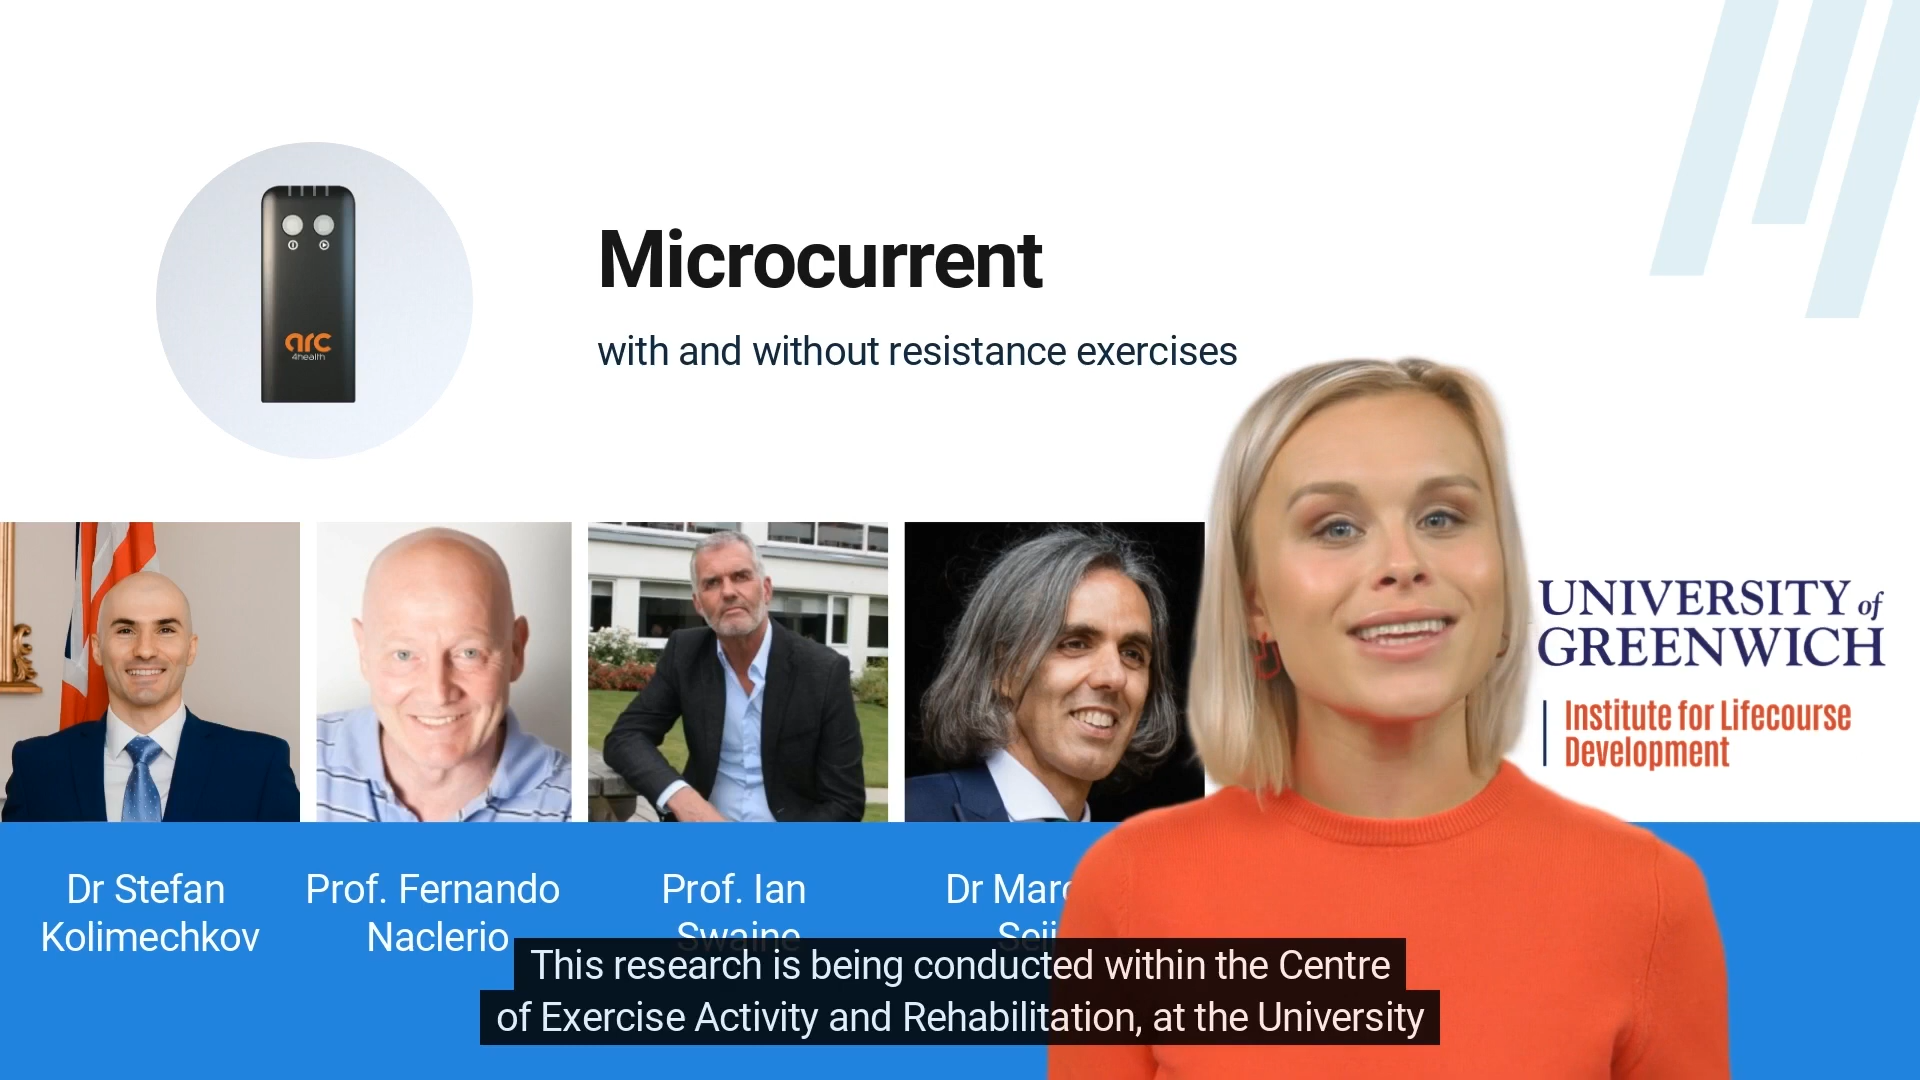 arc
4health
Microcurrent
with and without resistance exercises
UNIVERSITY of
GREENWICH
Institute for Lifecourse
Development
Dr Stefan
Kolimechkov
Prof. Fernando
Naclerio
Prof. Ian
Swaine
Dr
This research is being conducted within the Centre
of Exercise Activity and Rehabilitation, at the University